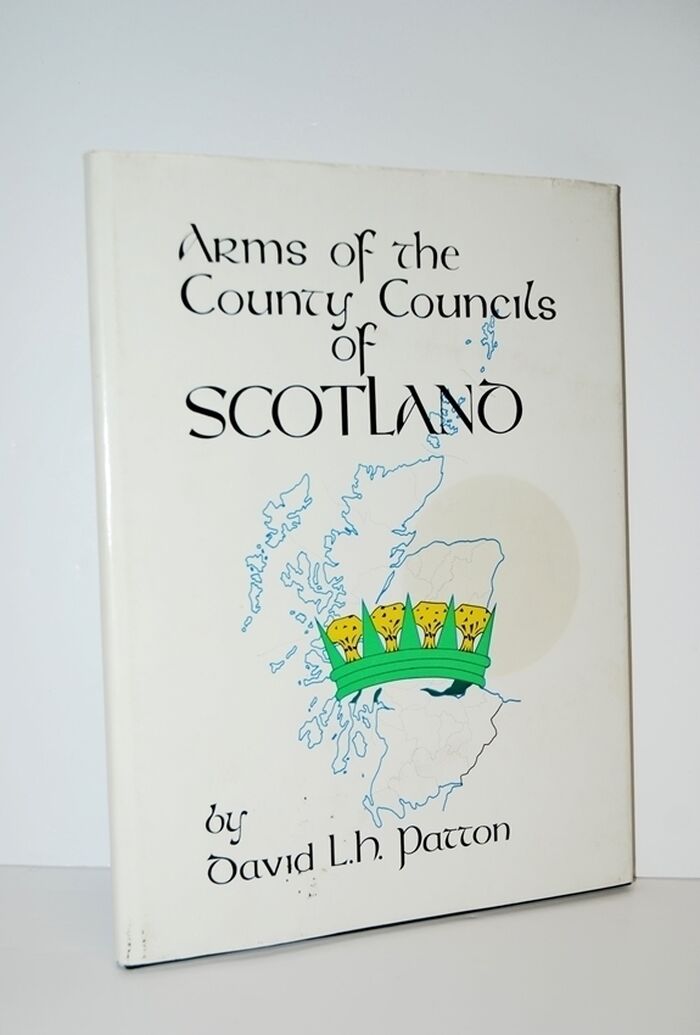 Arms of the
County Councils
of
SCOTLAND
by
David L.h. Patton